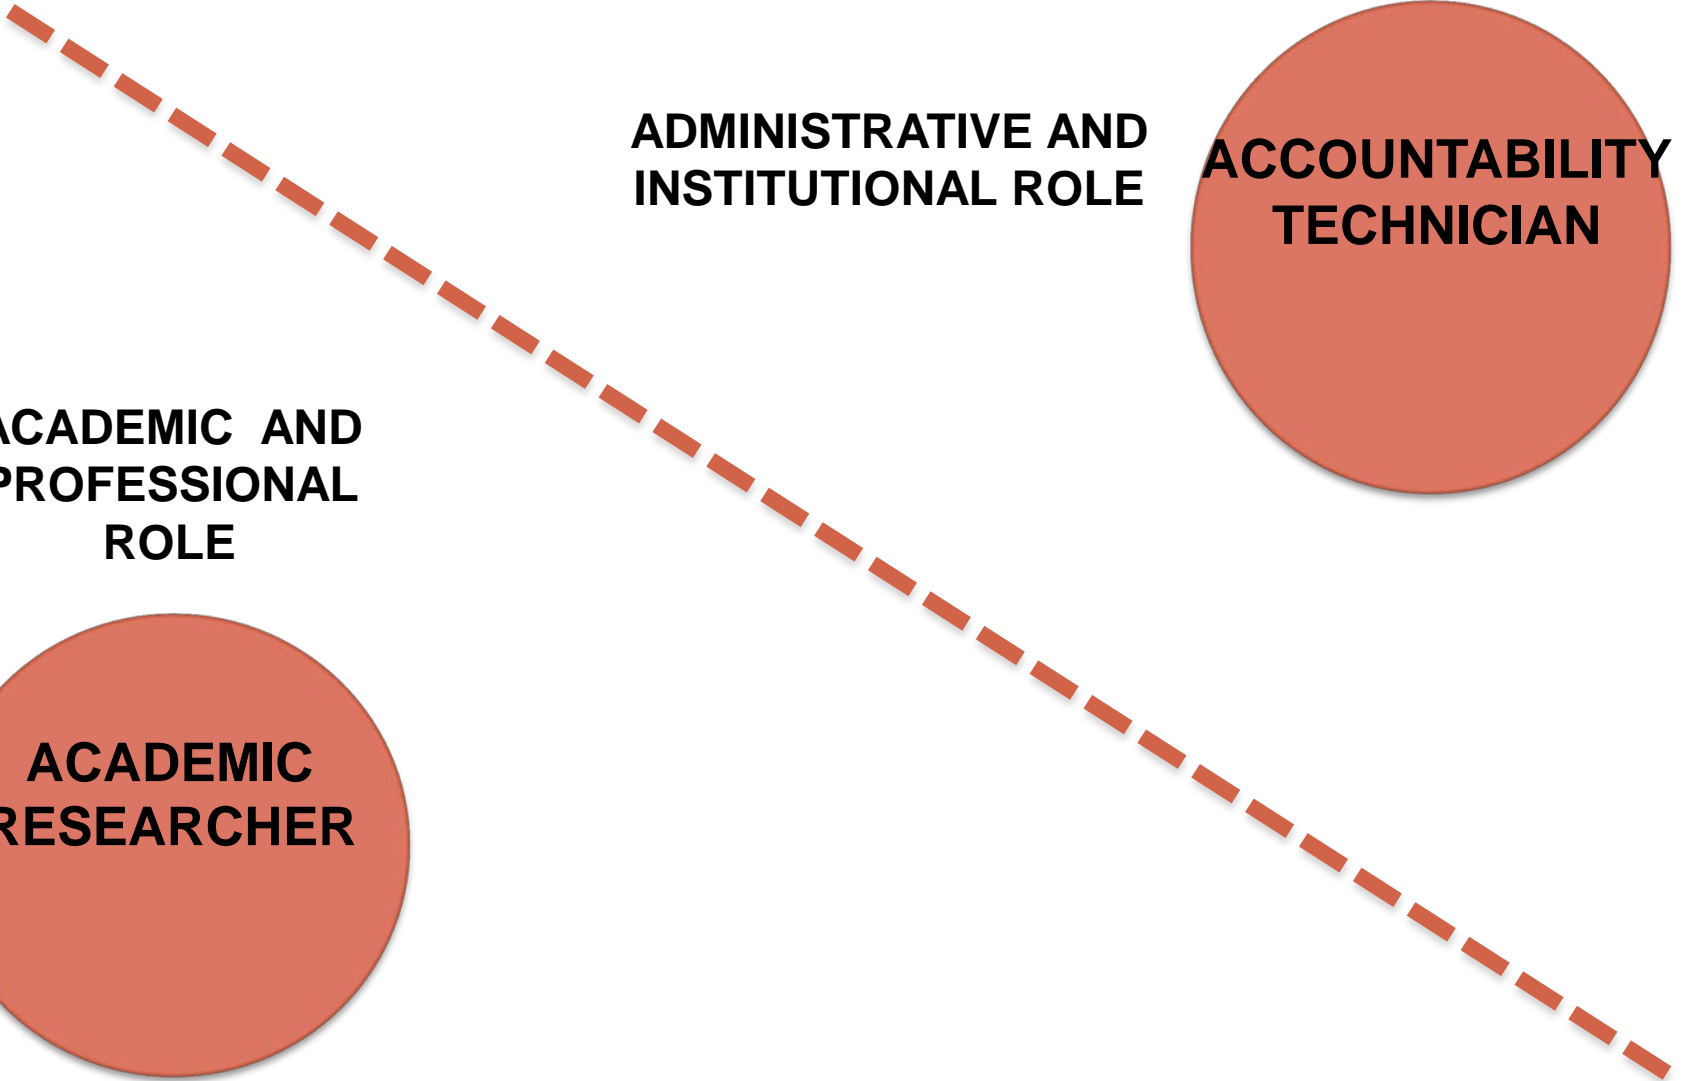 ADMINISTRATIVE AND
INSTITUTIONAL ROLE
ACCOUNTABILITY
TECHNICIAN
ACADEMIC AND
PROFESSIONAL
ROLE
ACADEMIC
RESEARCHER